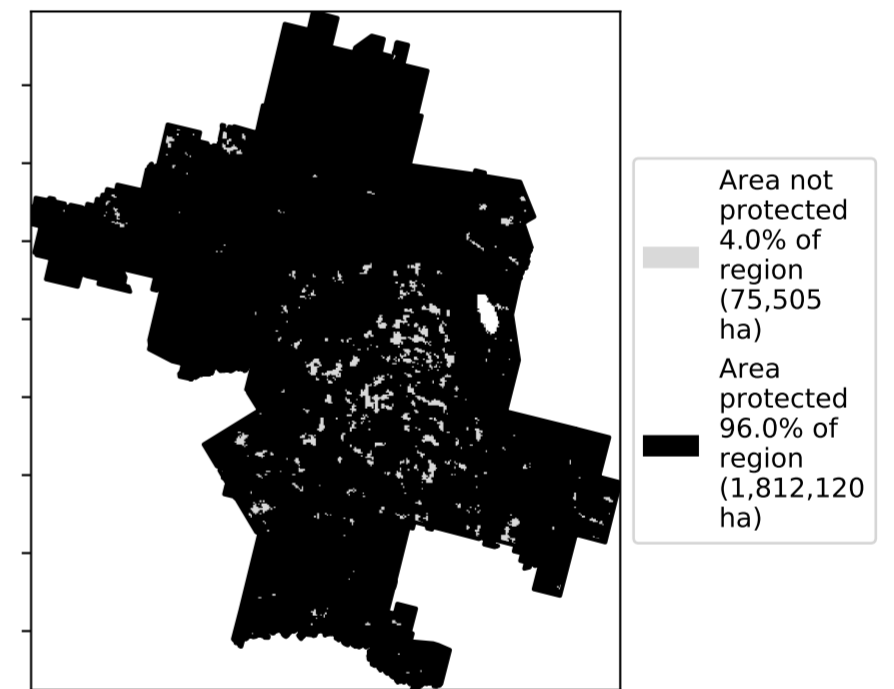 Area not
protected
4.0% of
region
(75,505
ha)
Area
protected
96.0% of
region
(1,812,120
ha)